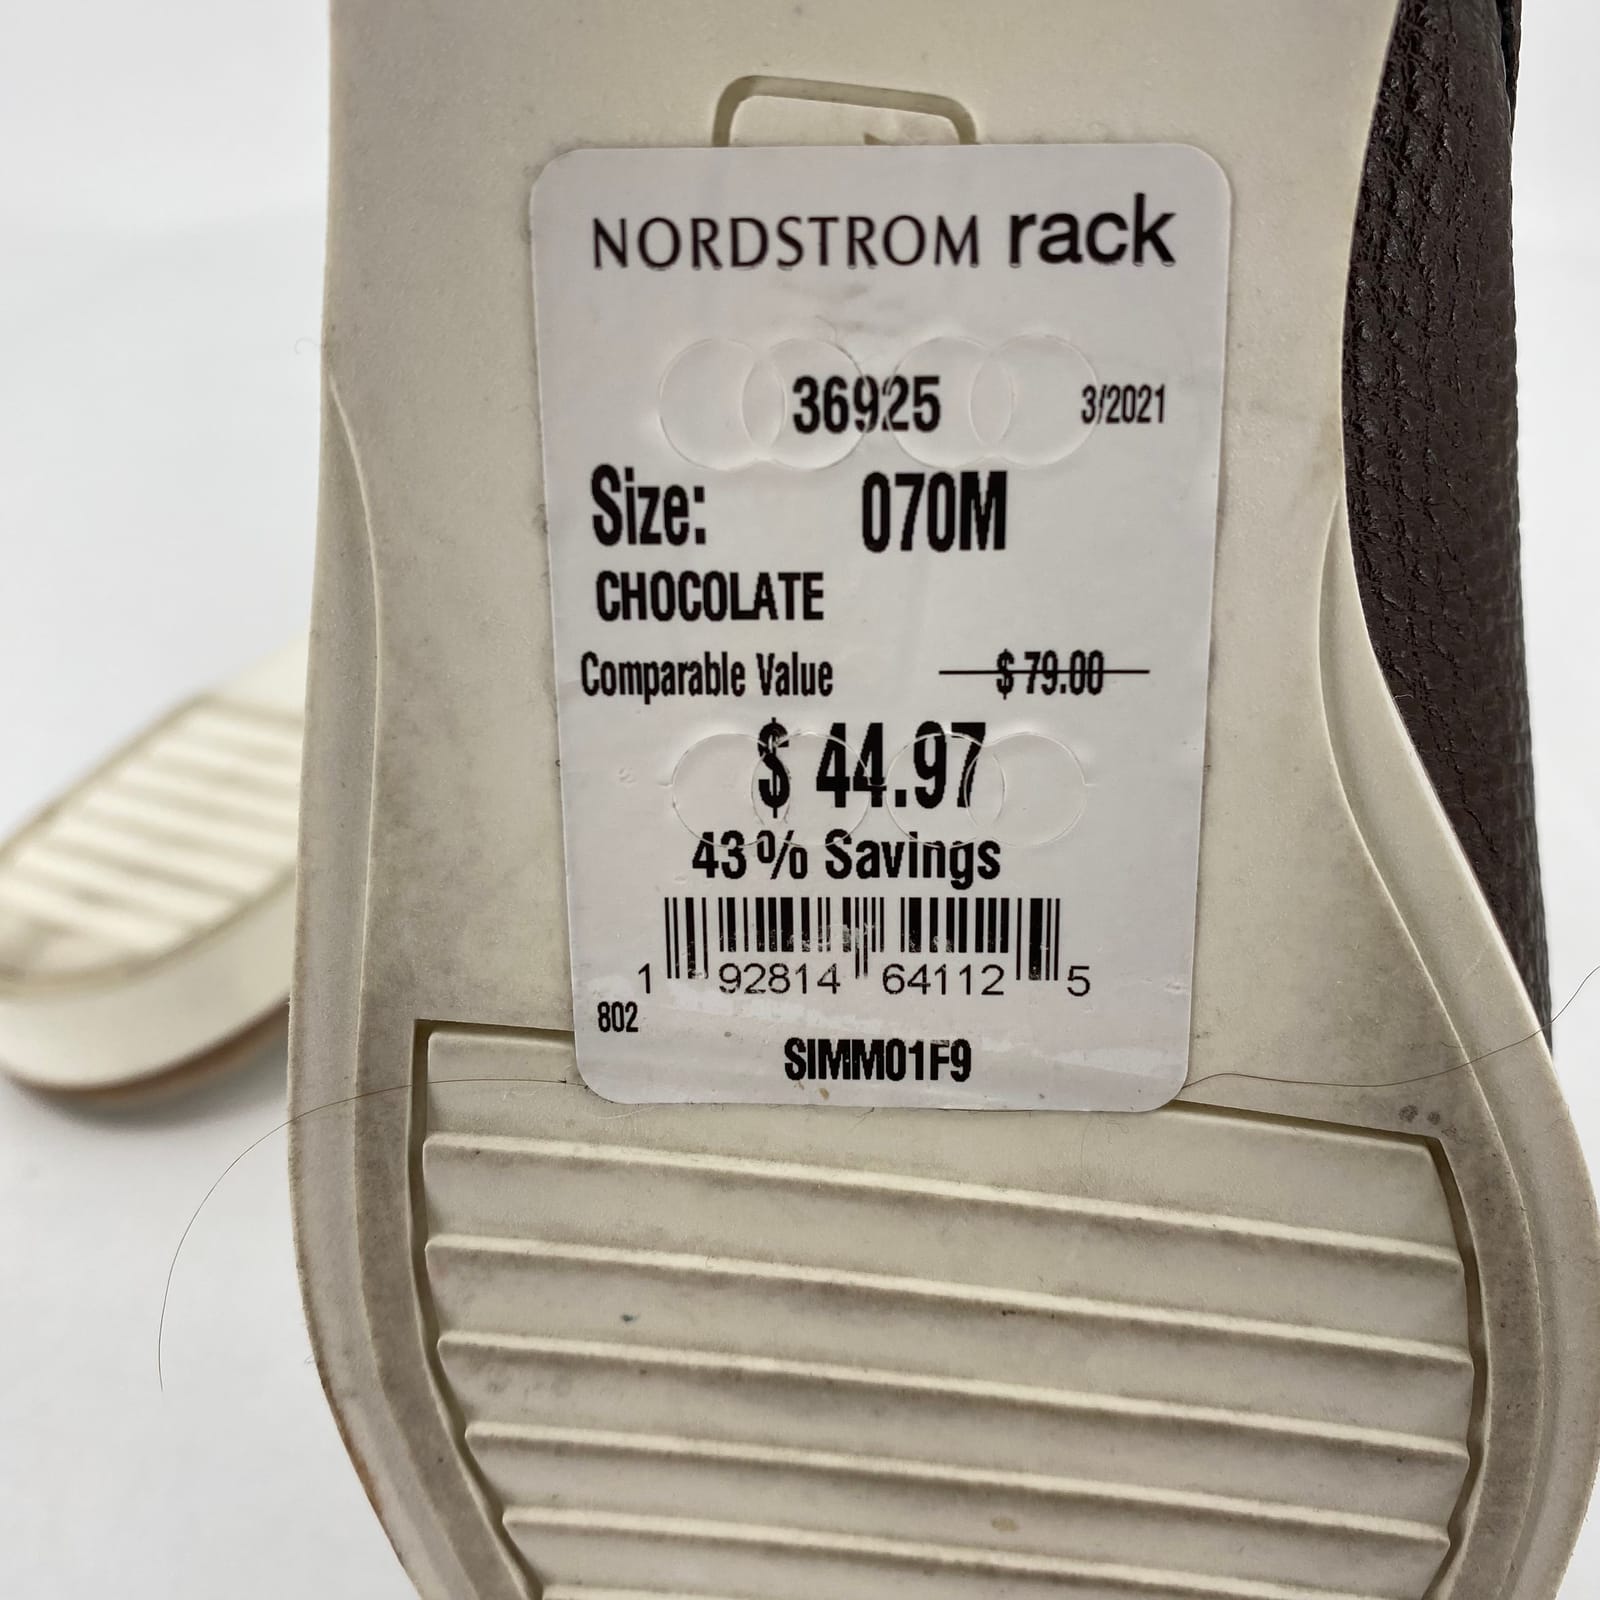 NORDSTROM rack
36925 3/2021
Size: 070M
CHOCOLATE
Comparable Value $ 79.00
$ 44.97
43% Savings
1 92814 64112 5
802
SIMM01F9